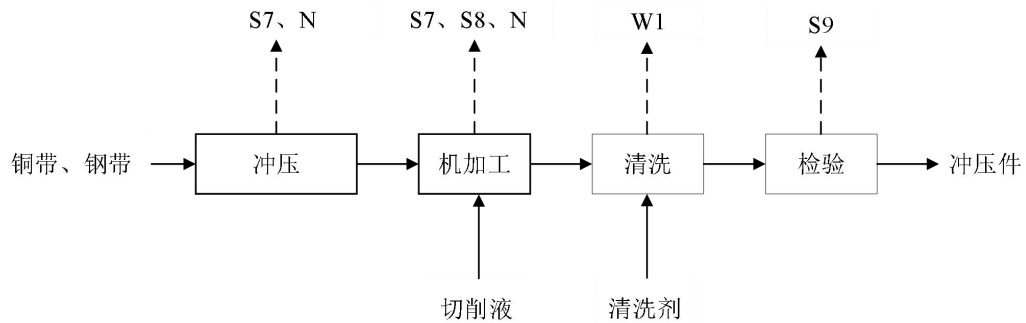 S7、N
S7、S8、N
W1
S9
铜带、钢带
冲压
机加工
清洗
检验
冲压件
切削液
清洗剂